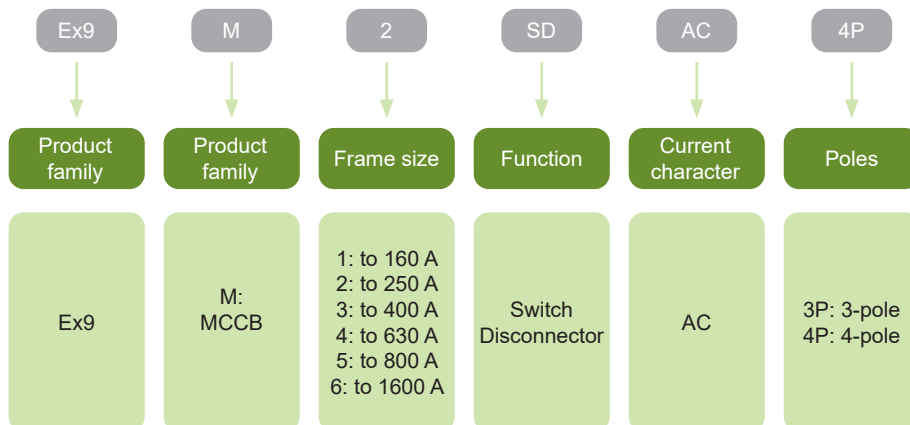 Ex9
M
2
SD
AC
4P
Product
family
Product
family
Frame size
Function
Current
character
Poles
Ex9
M:
MCCB
1: to 160 A
2: to 250 A
3: to 400 A
4: to 630 A
5: to 800 A
6: to 1600 A
Switch
Disconnector
AC
3P: 3-pole
4P: 4-pole